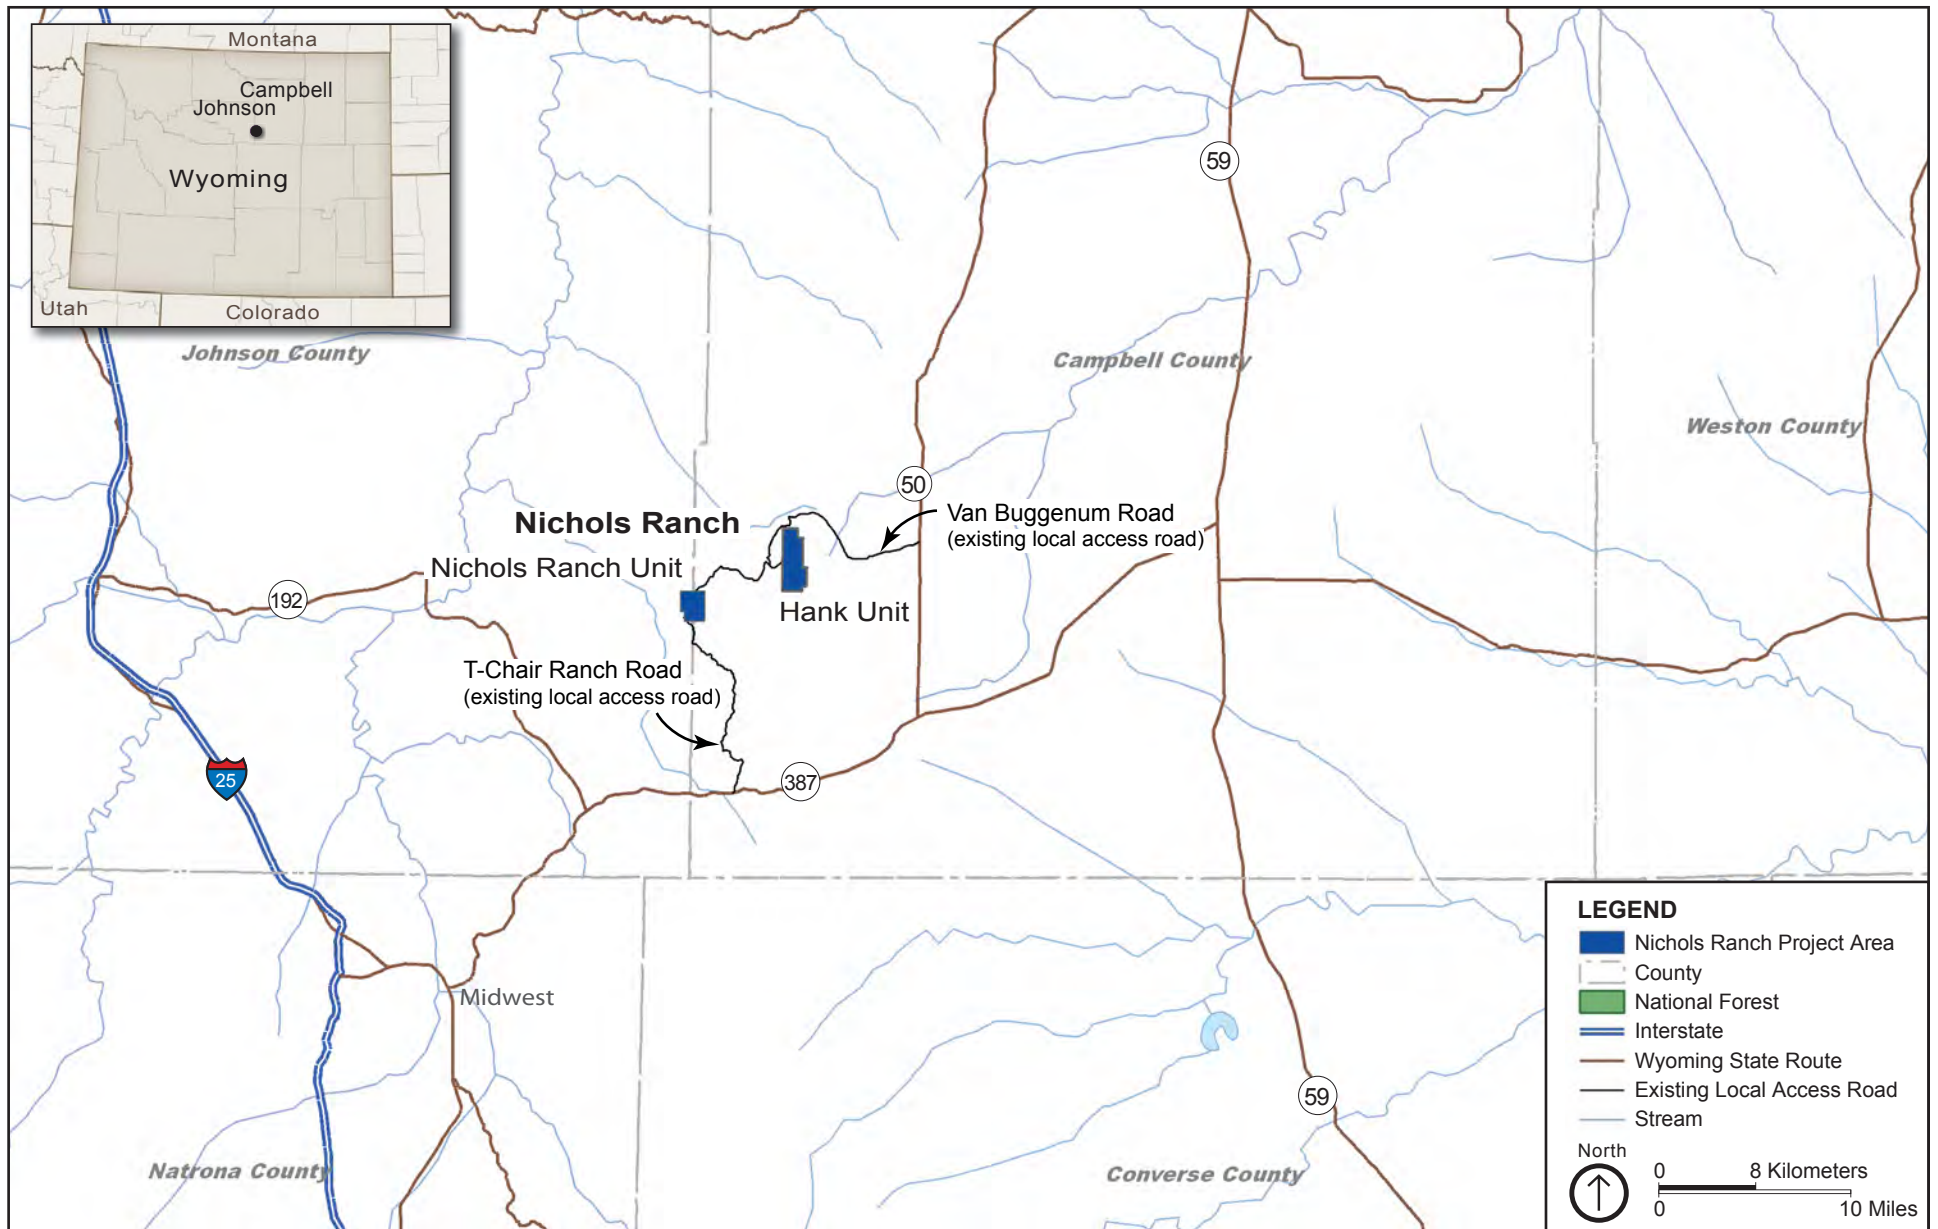 Montana
Campbell
Johnson
Wyoming
Utah
Colorado
Johnson County
Campbell County
Weston County
59
50
Van Buggenum Road
(existing local access road)
Nichols Ranch
Nichols Ranch Unit
Hank Unit
192
T-Chair Ranch Road
(existing local access road)
25
387
Midwest
59
Natrona County
Converse County
LEGEND
Nichols Ranch Project Area
County
National Forest
Interstate
Wyoming State Route
Existing Local Access Road
Stream
North
0 8 Kilometers
0 10 Miles